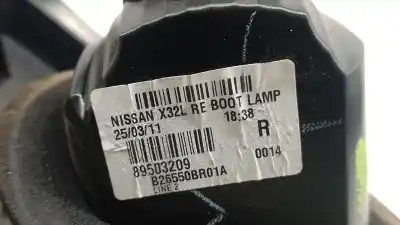 NISSAN X32L RE BOOT LAMP
25/03/11 18:38
R
89503209 0014
B26550BR01A
LINE 2